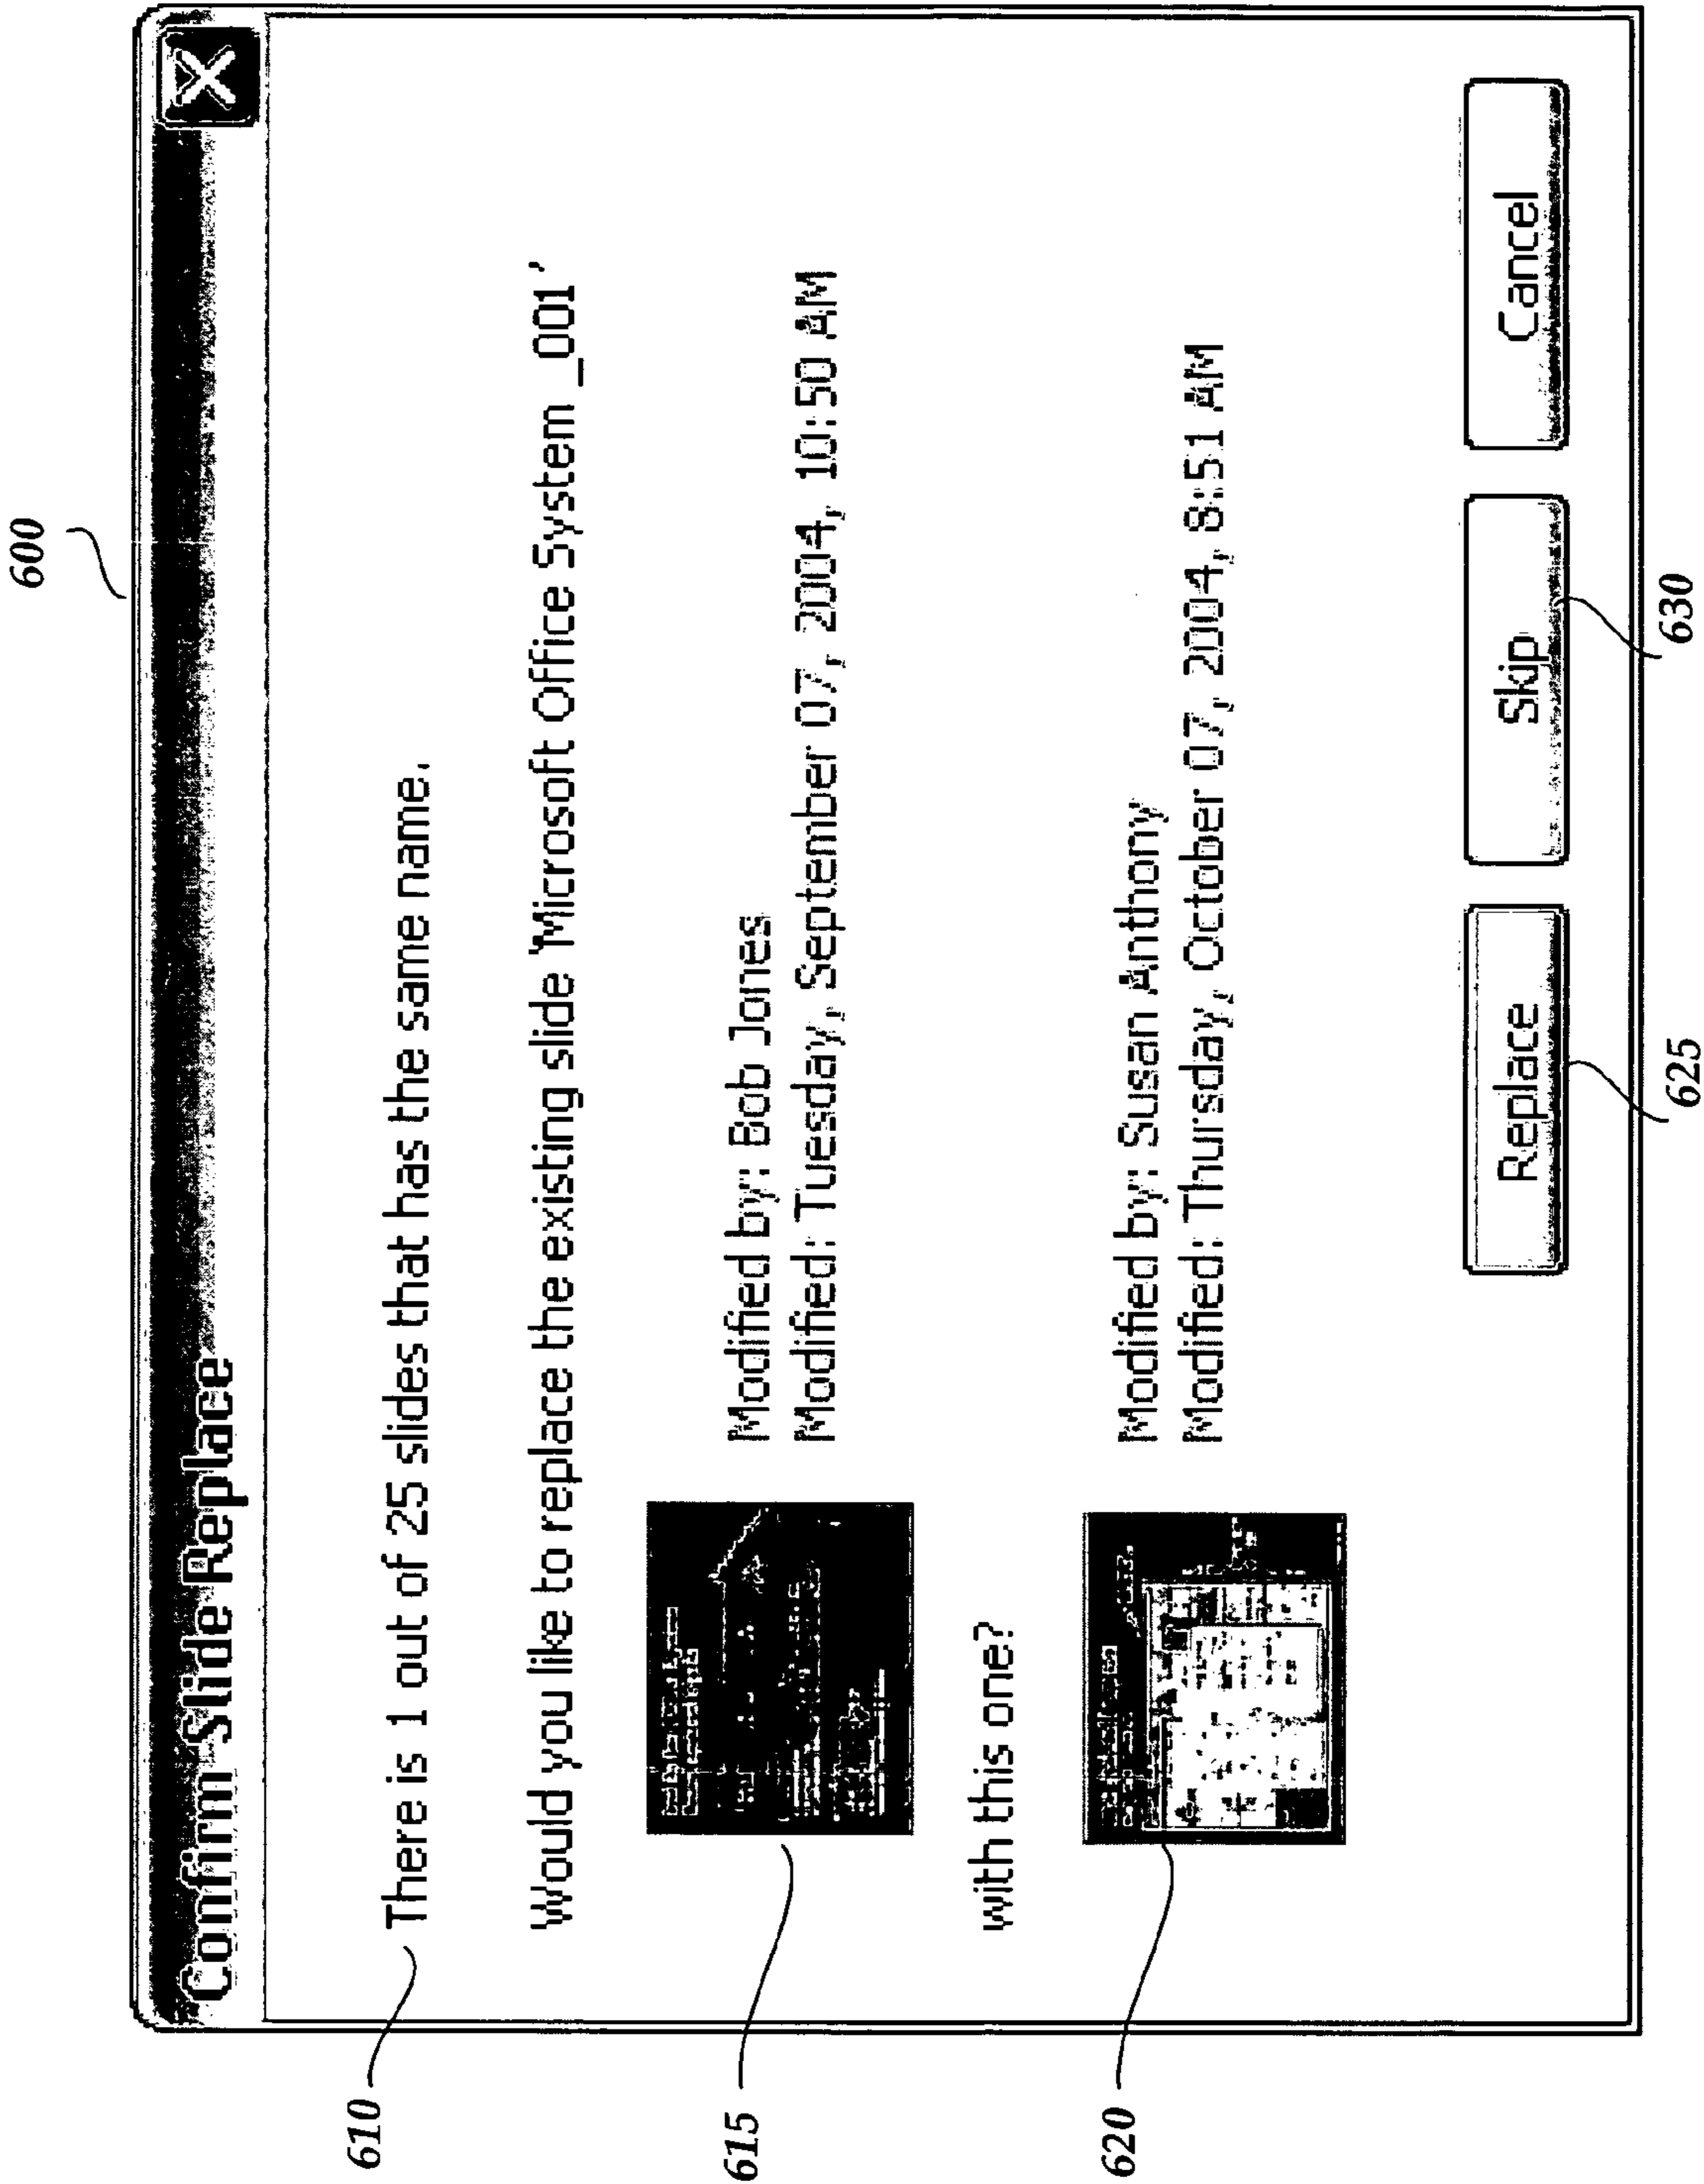 600
Confirm Slide Replace
610
There is 1 out of 25 slides that has the same name.
Would you like to replace the existing slide 'Microsoft Office System _001'
615
Modified by: Bob Jones
Modified: Tuesday, September 07, 2004, 10:50 AM
with this one?
620
Modified by: Susan Anthony
Modified: Thursday, October 07, 2004, 8:51 AM
Replace
Skip
Cancel
625
630